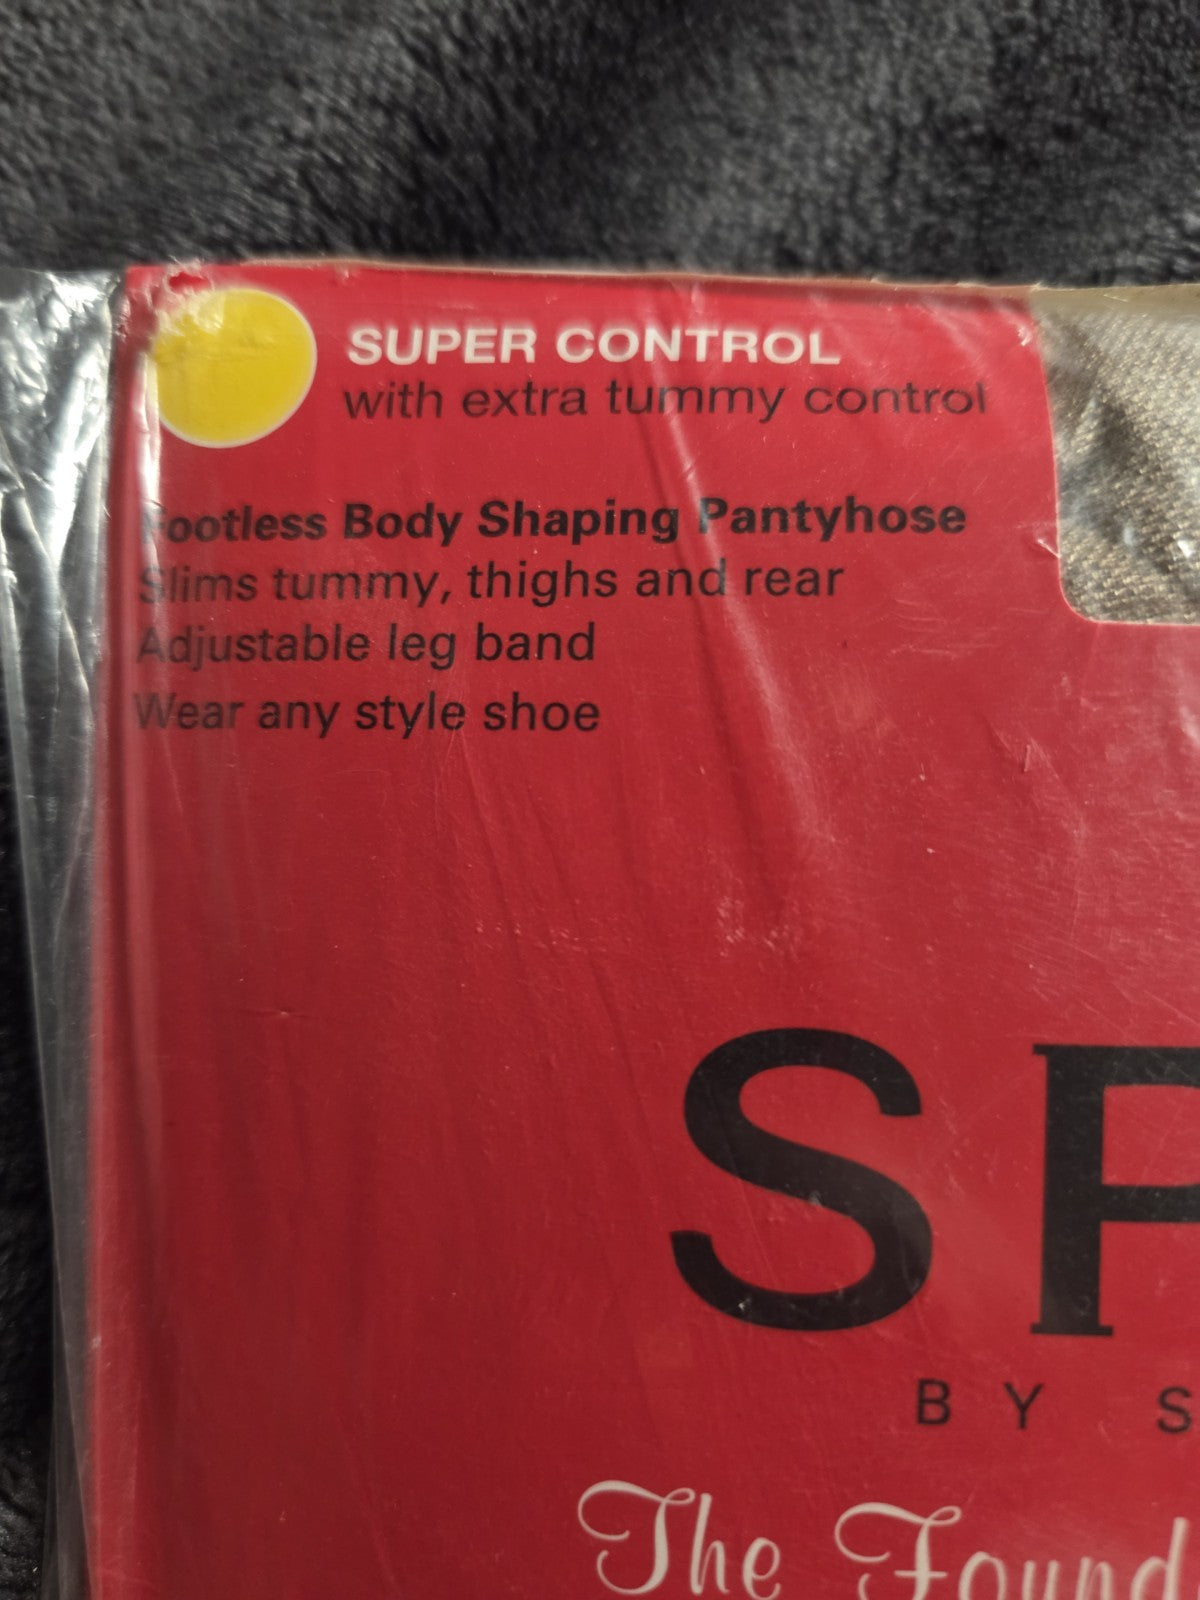 SUPER CONTROL
with extra tummy control
Footless Body Shaping Pantyhose
Slims tummy, thighs and rear
Adjustable leg band
Wear any style shoe
SP
BY S
The Found